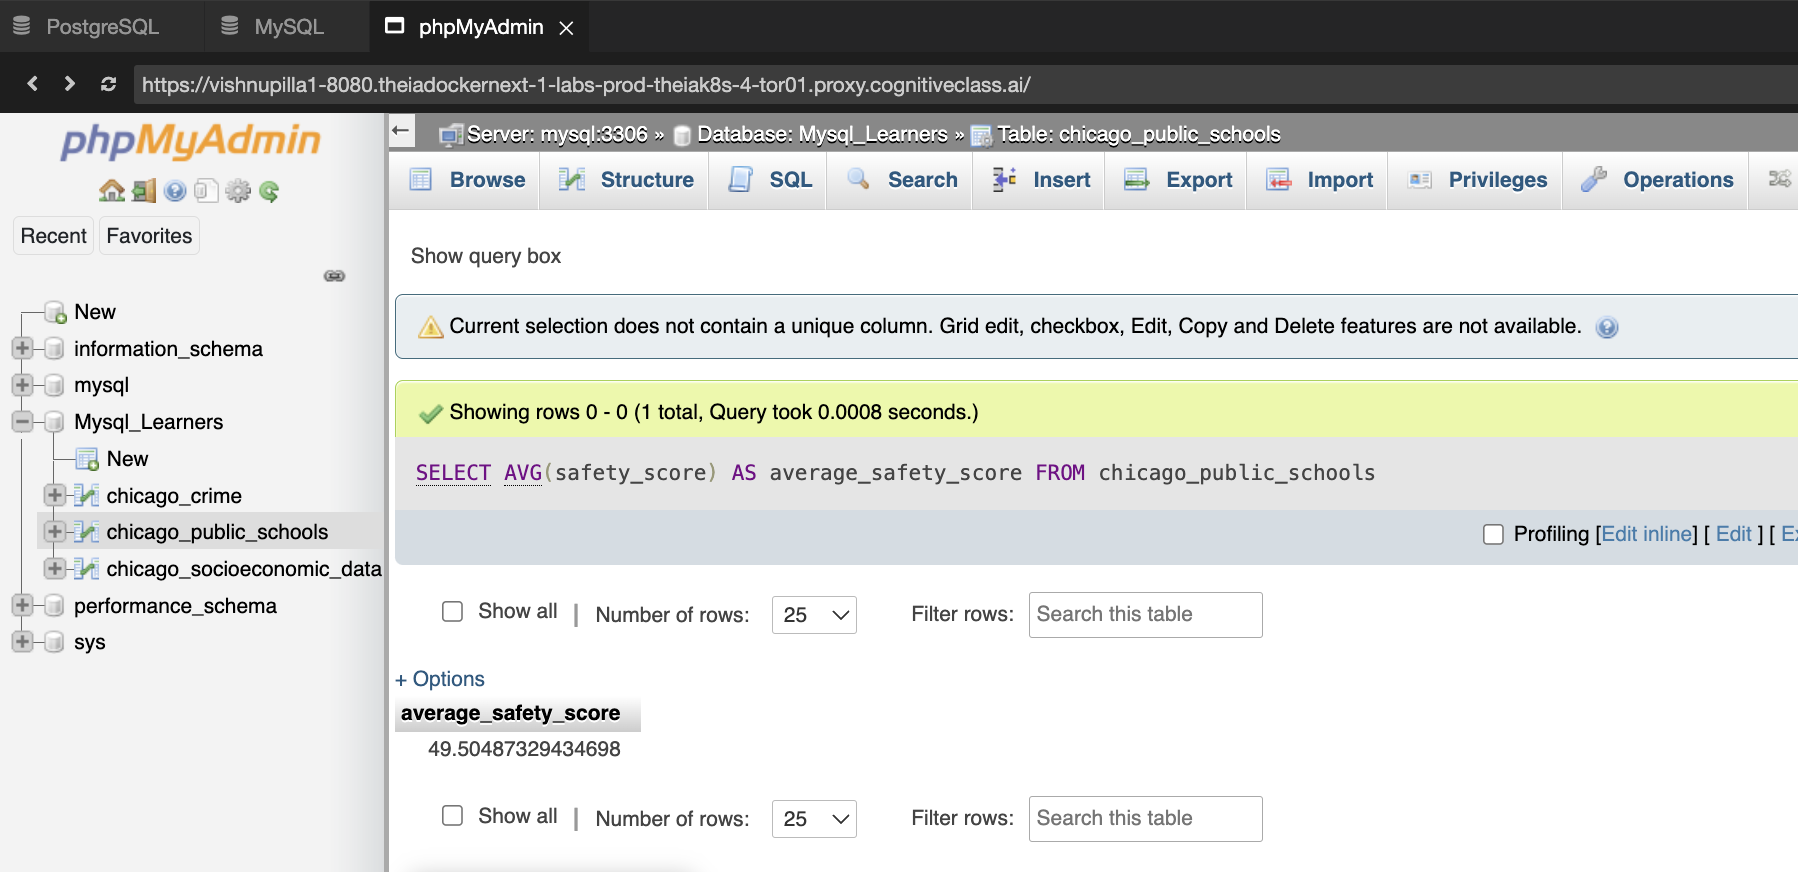 PostgreSQL
MySQL
phpMyAdmin
https://vishnupilla1-8080.theiadockernext-1-labs-prod-theiak8s-4-tor01.proxy.cognitiveclass.ai/
phpMyAdmin
Recent
Favorites
New
information_schema
mysql
Mysql_Learners
New
chicago_crime
chicago_public_schools
chicago_socioeconomic_data
performance_schema
sys
Server: mysql:3306 » Database: Mysql_Learners » Table: chicago_public_schools
Browse
Structure
SQL
Search
Insert
Export
Import
Privileges
Operations
Show query box
Current selection does not contain a unique column. Grid edit, checkbox, Edit, Copy and Delete features are not available.
Showing rows 0 - 0 (1 total, Query took 0.0008 seconds.)
SELECT AVG(safety_score) AS average_safety_score FROM chicago_public_schools
Profiling [Edit inline] [ Edit ] [ Ex
Show all | Number of rows: 25 Filter rows: Search this table
+ Options
average_safety_score
49.50487329434698
Show all | Number of rows: 25 Filter rows: Search this table